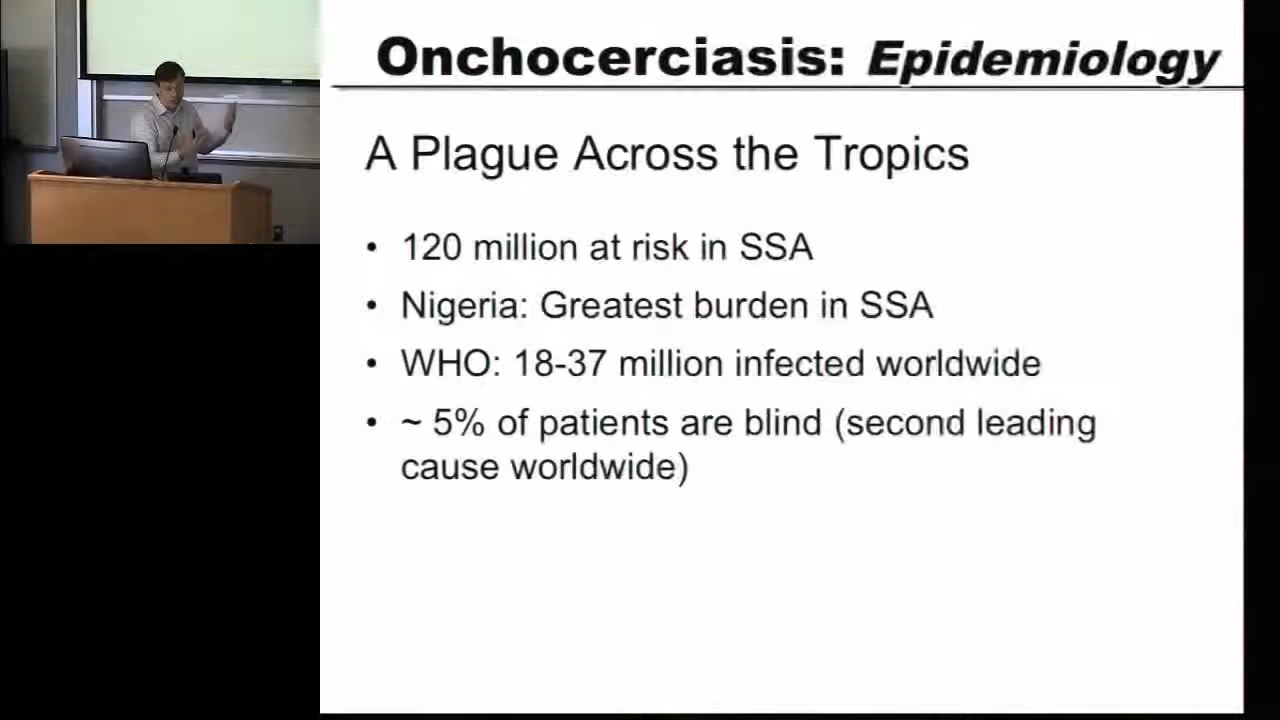 Onchocerciasis: Epidemiology
A Plague Across the Tropics
• 120 million at risk in SSA
• Nigeria: Greatest burden in SSA
• WHO: 18-37 million infected worldwide
• ~ 5% of patients are blind (second leading
cause worldwide)